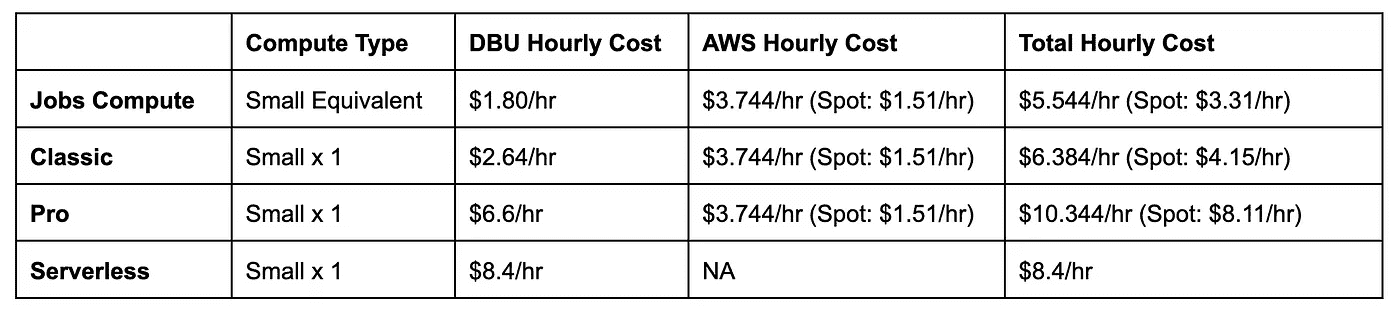 Compute Type DBU Hourly Cost AWS Hourly Cost Total Hourly Cost
Jobs Compute Small Equivalent $1.80/hr $3.744/hr (Spot: $1.51/hr) $5.544/hr (Spot: $3.31/hr)
Classic Small x 1 $2.64/hr $3.744/hr (Spot: $1.51/hr) $6.384/hr (Spot: $4.15/hr)
Pro Small x 1 $6.6/hr $3.744/hr (Spot: $1.51/hr) $10.344/hr (Spot: $8.11/hr)
Serverless Small x 1 $8.4/hr NA $8.4/hr